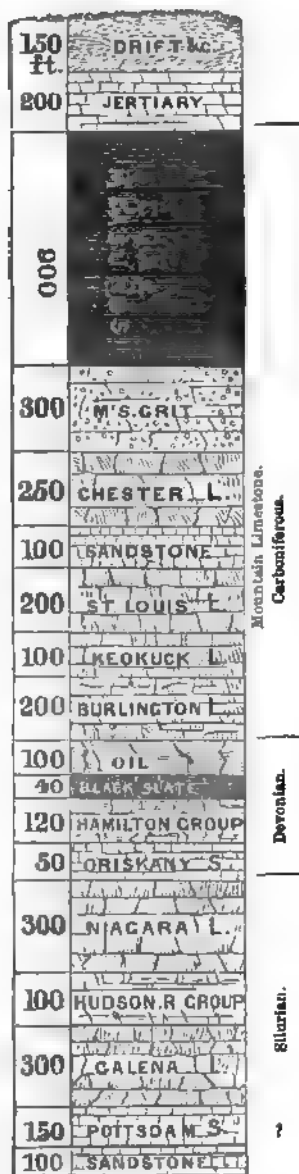 150 ft. DRIFT &C.
200 TERTIARY
900
300 M'S. GRIT
250 CHESTER L.
100 SANDSTONE
200 ST LOUIS L.
100 KEOKUCK L.
200 BURLINGTON L.
Mountain Limestone.
Carboniferous.
100 OIL
40 BLACK SLATE
120 HAMILTON GROUP
50 ORISKANY S.
Devonian.
300 NIAGARA L.
100 HUDSON R GROUP
300 GALENA L.
Silurian.
150 POTTSDAM S. ?
100 SANDSTONE L